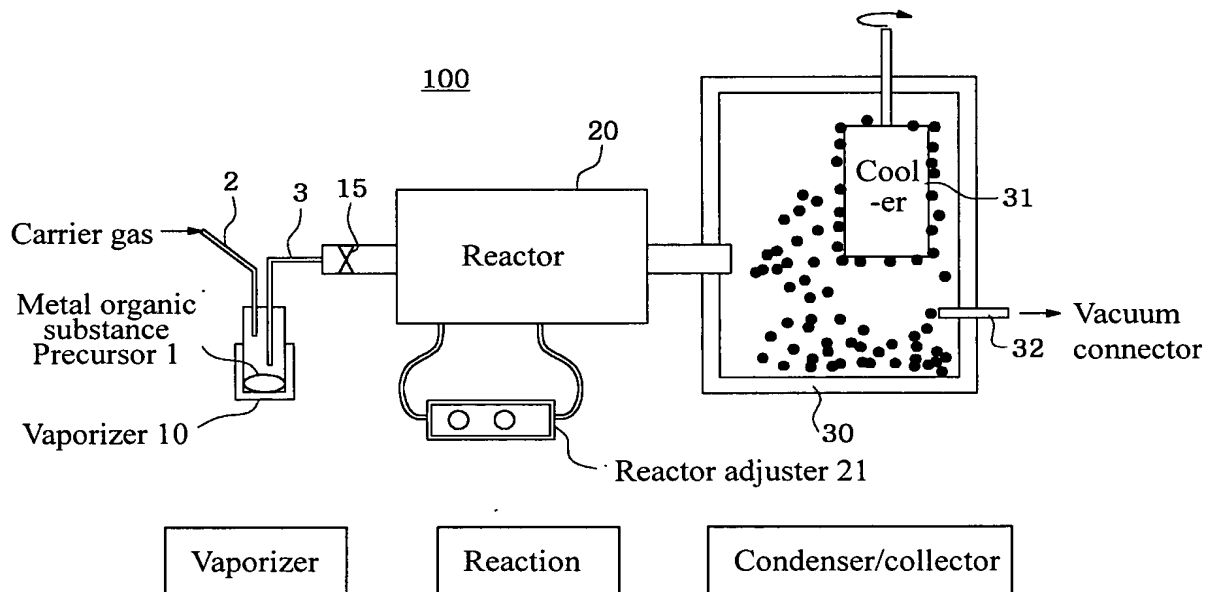 100
20
2
3
15
Carrier gas
Reactor
Cool
-er
31
Metal organic
substance
Precursor 1
Vacuum
connector
32
Vaporizer 10
30
Reactor adjuster 21
Vaporizer
Reaction
Condenser/collector